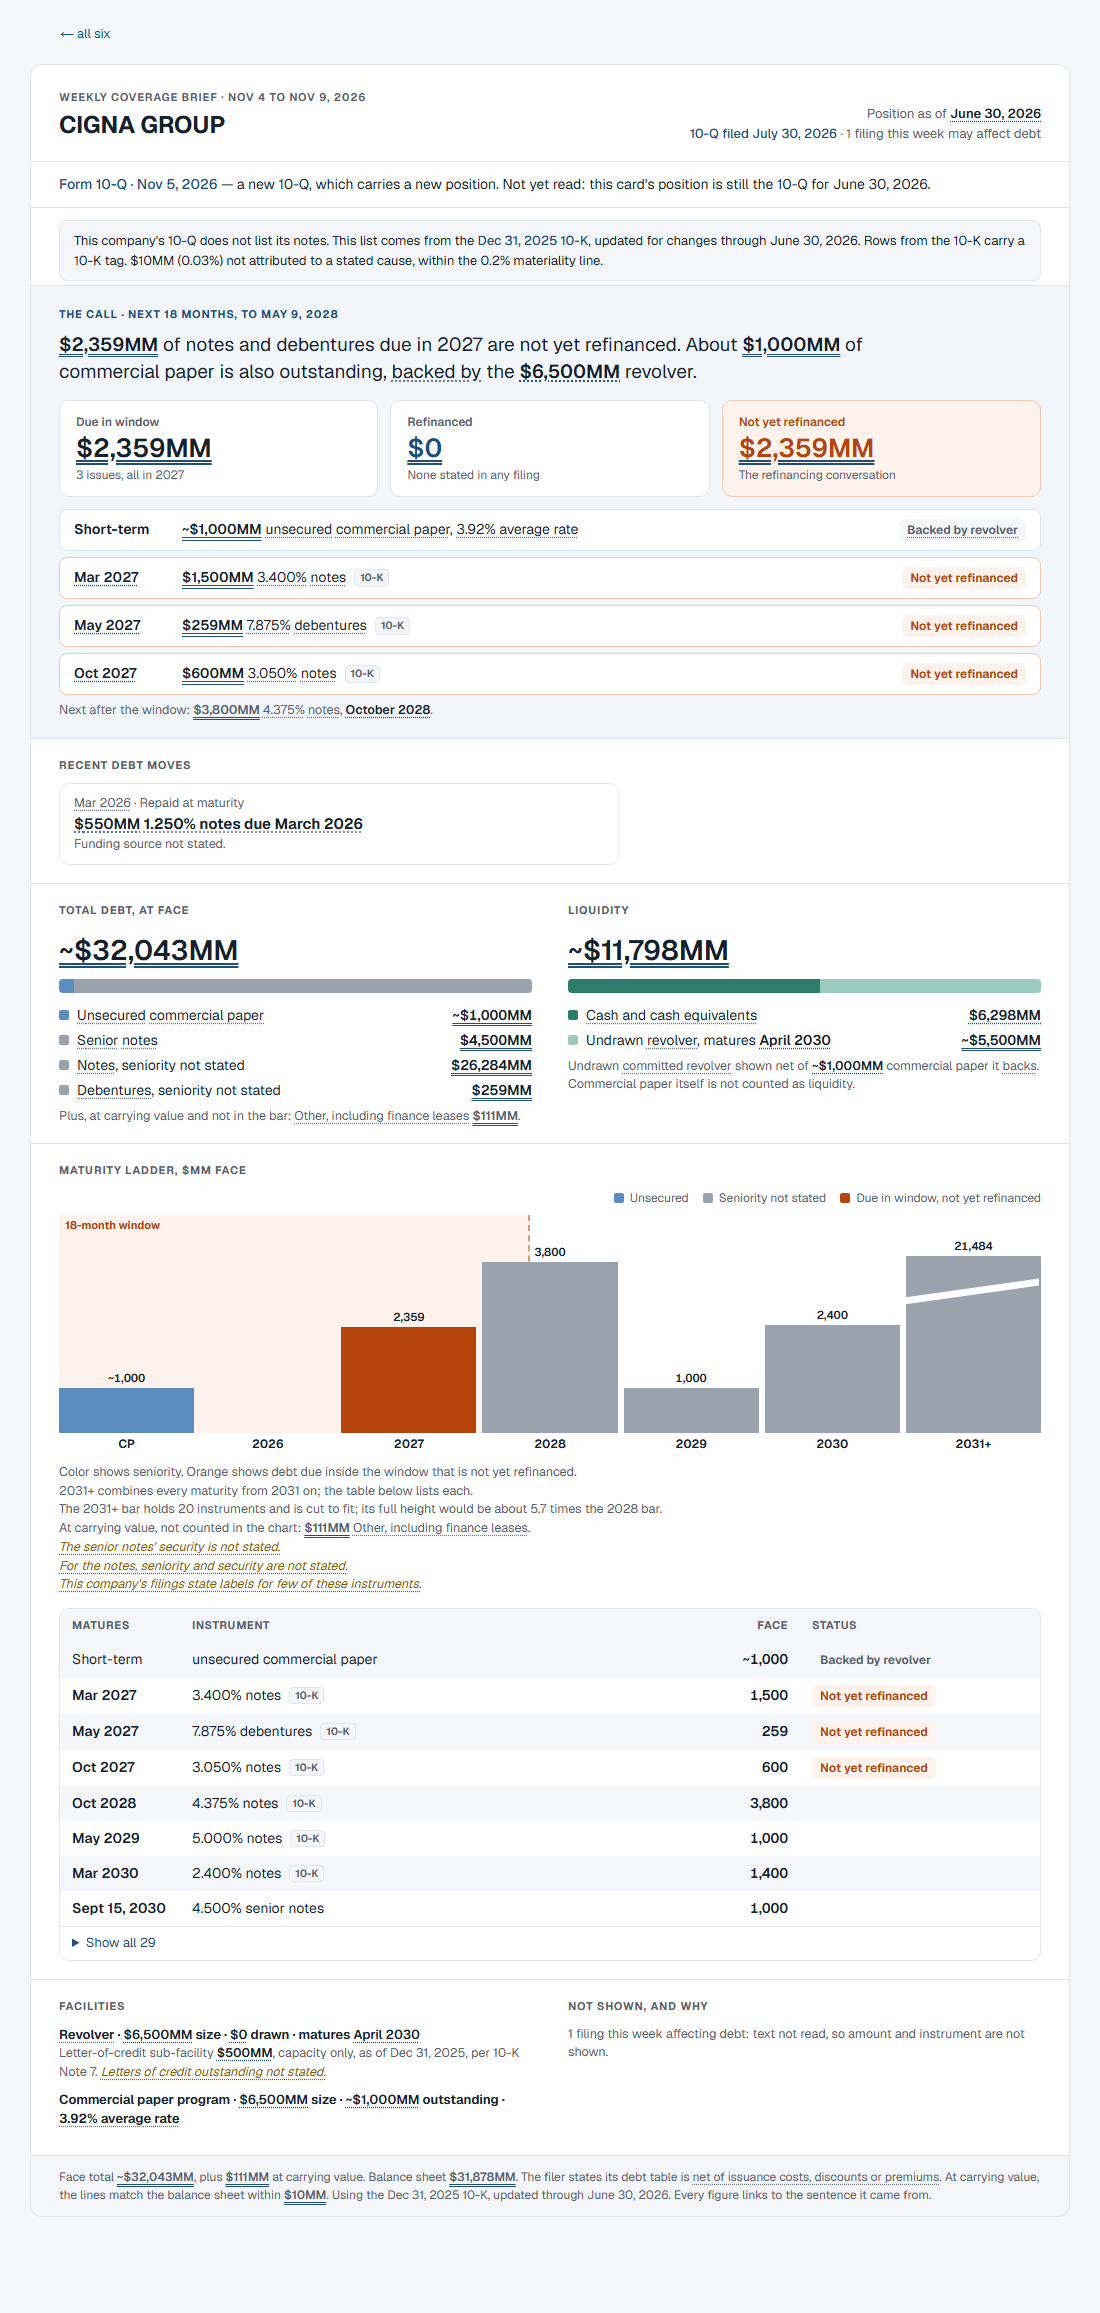 ← all six
WEEKLY COVERAGE BRIEF · NOV 4 TO NOV 9, 2026
CIGNA GROUP
Position as of June 30, 2026
10-Q filed July 30, 2026 · 1 filing this week may affect debt
Form 10-Q · Nov 5, 2026 — a new 10-Q, which carries a new position. Not yet read: this card's position is still the 10-Q for June 30, 2026.
This company's 10-Q does not list its notes. This list comes from the Dec 31, 2025 10-K, updated for changes through June 30, 2026. Rows from the 10-K carry a
10-K tag. $10MM (0.03%) not attributed to a stated cause, within the 0.2% materiality line.
THE CALL · NEXT 18 MONTHS, TO MAY 9, 2028
$2,359MM of notes and debentures due in 2027 are not yet refinanced. About $1,000MM of
commercial paper is also outstanding, backed by the $6,500MM revolver.
Due in window
$2,359MM
3 issues, all in 2027
Refinanced
$0
None stated in any filing
Not yet refinanced
$2,359MM
The refinancing conversation
Short-term ~$1,000MM unsecured commercial paper, 3.92% average rate Backed by revolver
Mar 2027 $1,500MM 3.400% notes 10-K Not yet refinanced
May 2027 $259MM 7.875% debentures 10-K Not yet refinanced
Oct 2027 $600MM 3.050% notes 10-K Not yet refinanced
Next after the window: $3,800MM 4.375% notes, October 2028.
RECENT DEBT MOVES
Mar 2026 · Repaid at maturity
$550MM 1.250% notes due March 2026
Funding source not stated.
TOTAL DEBT, AT FACE
~$32,043MM
Unsecured commercial paper ~$1,000MM
Senior notes $4,500MM
Notes, seniority not stated $26,284MM
Debentures, seniority not stated $259MM
Plus, at carrying value and not in the bar: Other, including finance leases $111MM.
LIQUIDITY
~$11,798MM
Cash and cash equivalents $6,298MM
Undrawn revolver, matures April 2030 ~$5,500MM
Undrawn committed revolver shown net of ~$1,000MM commercial paper it backs.
Commercial paper itself is not counted as liquidity.
MATURITY LADDER, $MM FACE
Unsecured Seniority not stated Due in window, not yet refinanced
18-month window
~1,000
2,359
3,800
1,000
2,400
21,484
CP 2026 2027 2028 2029 2030 2031+
Color shows seniority. Orange shows debt due inside the window that is not yet refinanced.
2031+ combines every maturity from 2031 on; the table below lists each.
The 2031+ bar holds 20 instruments and is cut to fit; its full height would be about 5.7 times the 2028 bar.
At carrying value, not counted in the chart: $111MM Other, including finance leases.
The senior notes' security is not stated.
For the notes, seniority and security are not stated.
This company's filings state labels for few of these instruments.
MATURES INSTRUMENT FACE STATUS
Short-term unsecured commercial paper ~1,000 Backed by revolver
Mar 2027 3.400% notes 10-K 1,500 Not yet refinanced
May 2027 7.875% debentures 10-K 259 Not yet refinanced
Oct 2027 3.050% notes 10-K 600 Not yet refinanced
Oct 2028 4.375% notes 10-K 3,800
May 2029 5.000% notes 10-K 1,000
Mar 2030 2.400% notes 10-K 1,400
Sept 15, 2030 4.500% senior notes 1,000
▶ Show all 29
FACILITIES
Revolver · $6,500MM size · $0 drawn · matures April 2030
Letter-of-credit sub-facility $500MM, capacity only, as of Dec 31, 2025, per 10-K
Note 7. Letters of credit outstanding not stated.
Commercial paper program · $6,500MM size · ~$1,000MM outstanding ·
3.92% average rate
NOT SHOWN, AND WHY
1 filing this week affecting debt: text not read, so amount and instrument are not
shown.
Face total ~$32,043MM, plus $111MM at carrying value. Balance sheet $31,878MM. The filer states its debt table is net of issuance costs, discounts or premiums. At carrying value,
the lines match the balance sheet within $10MM. Using the Dec 31, 2025 10-K, updated through June 30, 2026. Every figure links to the sentence it came from.